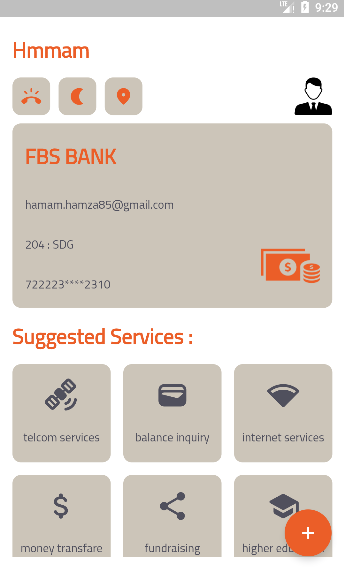 9:29
Hmmam
FBS BANK
hamam.hamza85@gmail.com
204 : SDG
722223****2310
Suggested Services :
telcom services
balance inquiry
internet services
money transfare
fundraising
higher edu